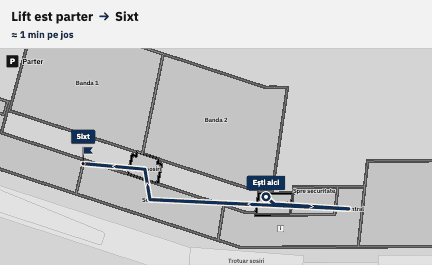 Lift est parter → Sixt
≈ 1 min pe jos
P Parter
Banda 1
Banda 2
Sixt
Ești aici
Spre securitate
Trotuar sosiri